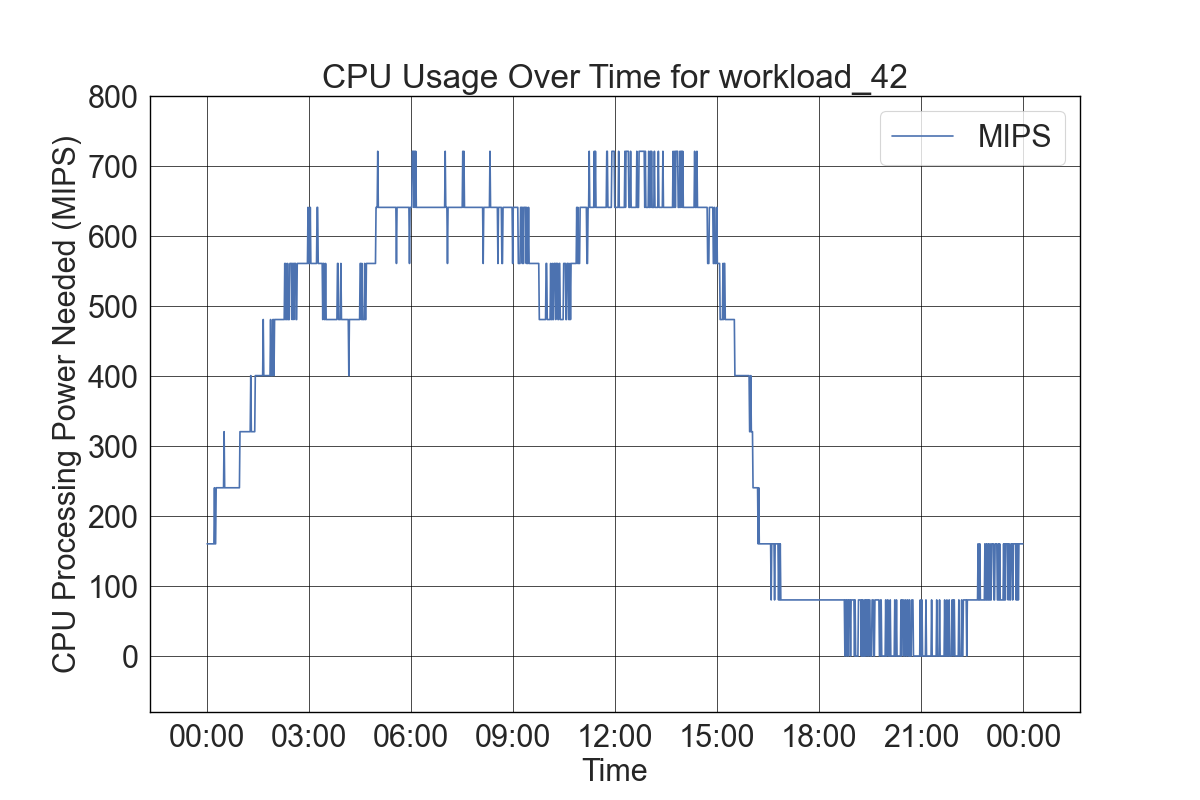 CPU Usage Over Time for workload_42
MIPS
CPU Processing Power Needed (MIPS)
800
700
600
500
400
300
200
100
0
00:00 03:00 06:00 09:00 12:00 15:00 18:00 21:00 00:00
Time